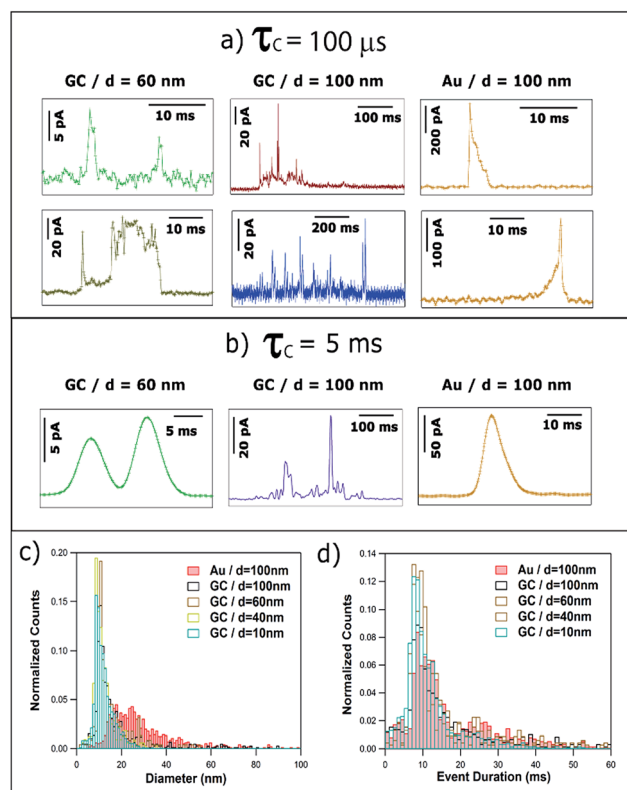 a) τC = 100 μs
GC / d = 60 nm
GC / d = 100 nm
Au / d = 100 nm
5 pA
10 ms
20 pA
100 ms
200 pA
10 ms
20 pA
10 ms
20 pA
200 ms
100 pA
10 ms
b) τC = 5 ms
GC / d = 60 nm
GC / d = 100 nm
Au / d = 100 nm
5 pA
5 ms
20 pA
100 ms
50 pA
10 ms
c)
0.20
0.15
0.10
0.05
0.00
Normalized Counts
Au / d=100nm
GC / d=100nm
GC / d=60nm
GC / d=40nm
GC / d=10nm
0 20 40 60 80 100
Diameter (nm)
d)
0.14
0.12
0.10
0.08
0.06
0.04
0.02
0.00
Normalized Counts
Au / d=100nm
GC / d=100nm
GC / d=60nm
GC / d=40nm
GC / d=10nm
0 10 20 30 40 50 60
Event Duration (ms)